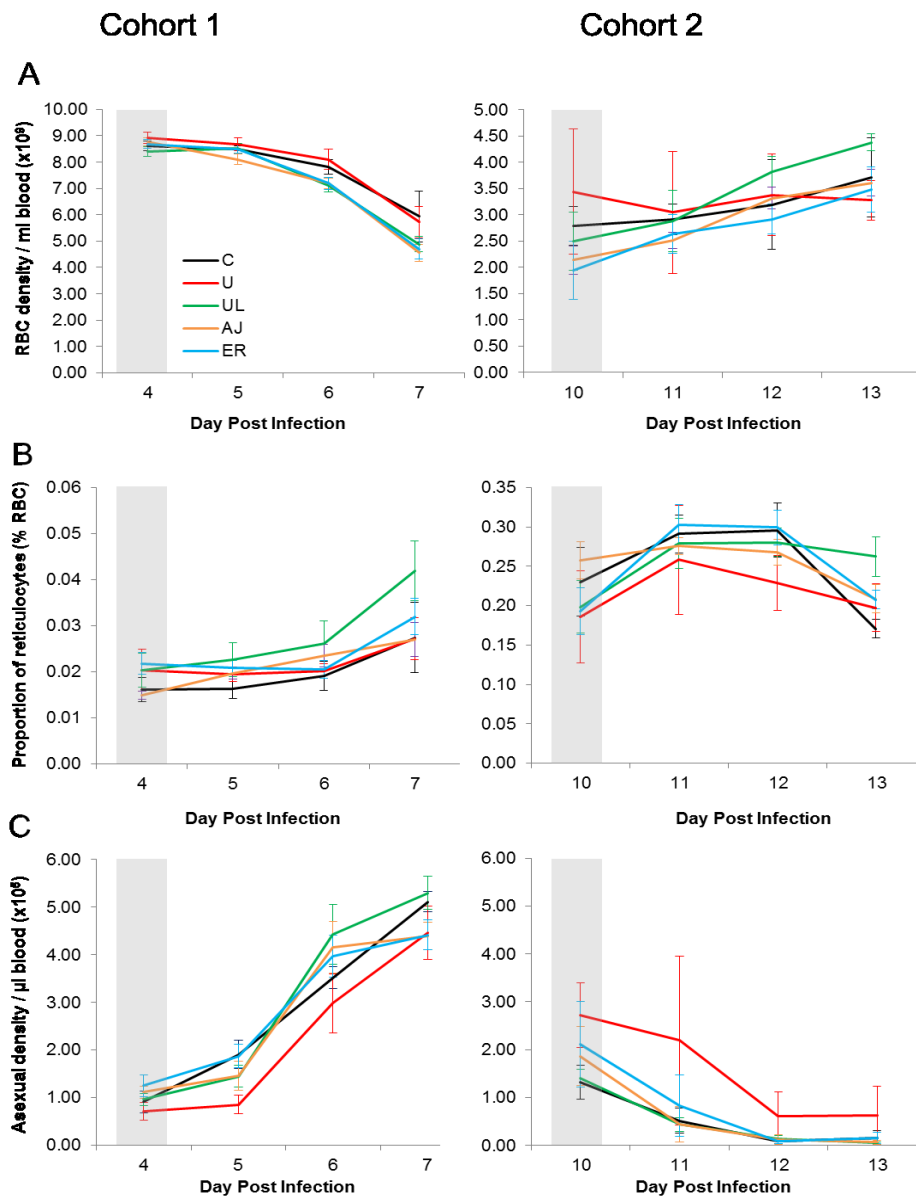 Cohort 1
Cohort 2
A
RBC density / ml blood (x10⁹)
10.00
9.00
8.00
7.00
6.00
5.00
4.00
3.00
2.00
1.00
0.00
C
U
UL
AJ
ER
4 5 6 7
Day Post Infection
5.00
4.50
4.00
3.50
3.00
2.50
2.00
1.50
1.00
0.50
0.00
10 11 12 13
Day Post Infection
B
Proportion of reticulocytes (% RBC)
0.06
0.05
0.04
0.03
0.02
0.01
0.00
4 5 6 7
Day Post Infection
0.35
0.30
0.25
0.20
0.15
0.10
0.05
0.00
10 11 12 13
Day Post Infection
C
Asexual density / µl blood (x10⁶)
6.00
5.00
4.00
3.00
2.00
1.00
0.00
4 5 6 7
Day Post Infection
6.00
5.00
4.00
3.00
2.00
1.00
0.00
10 11 12 13
Day Post Infection